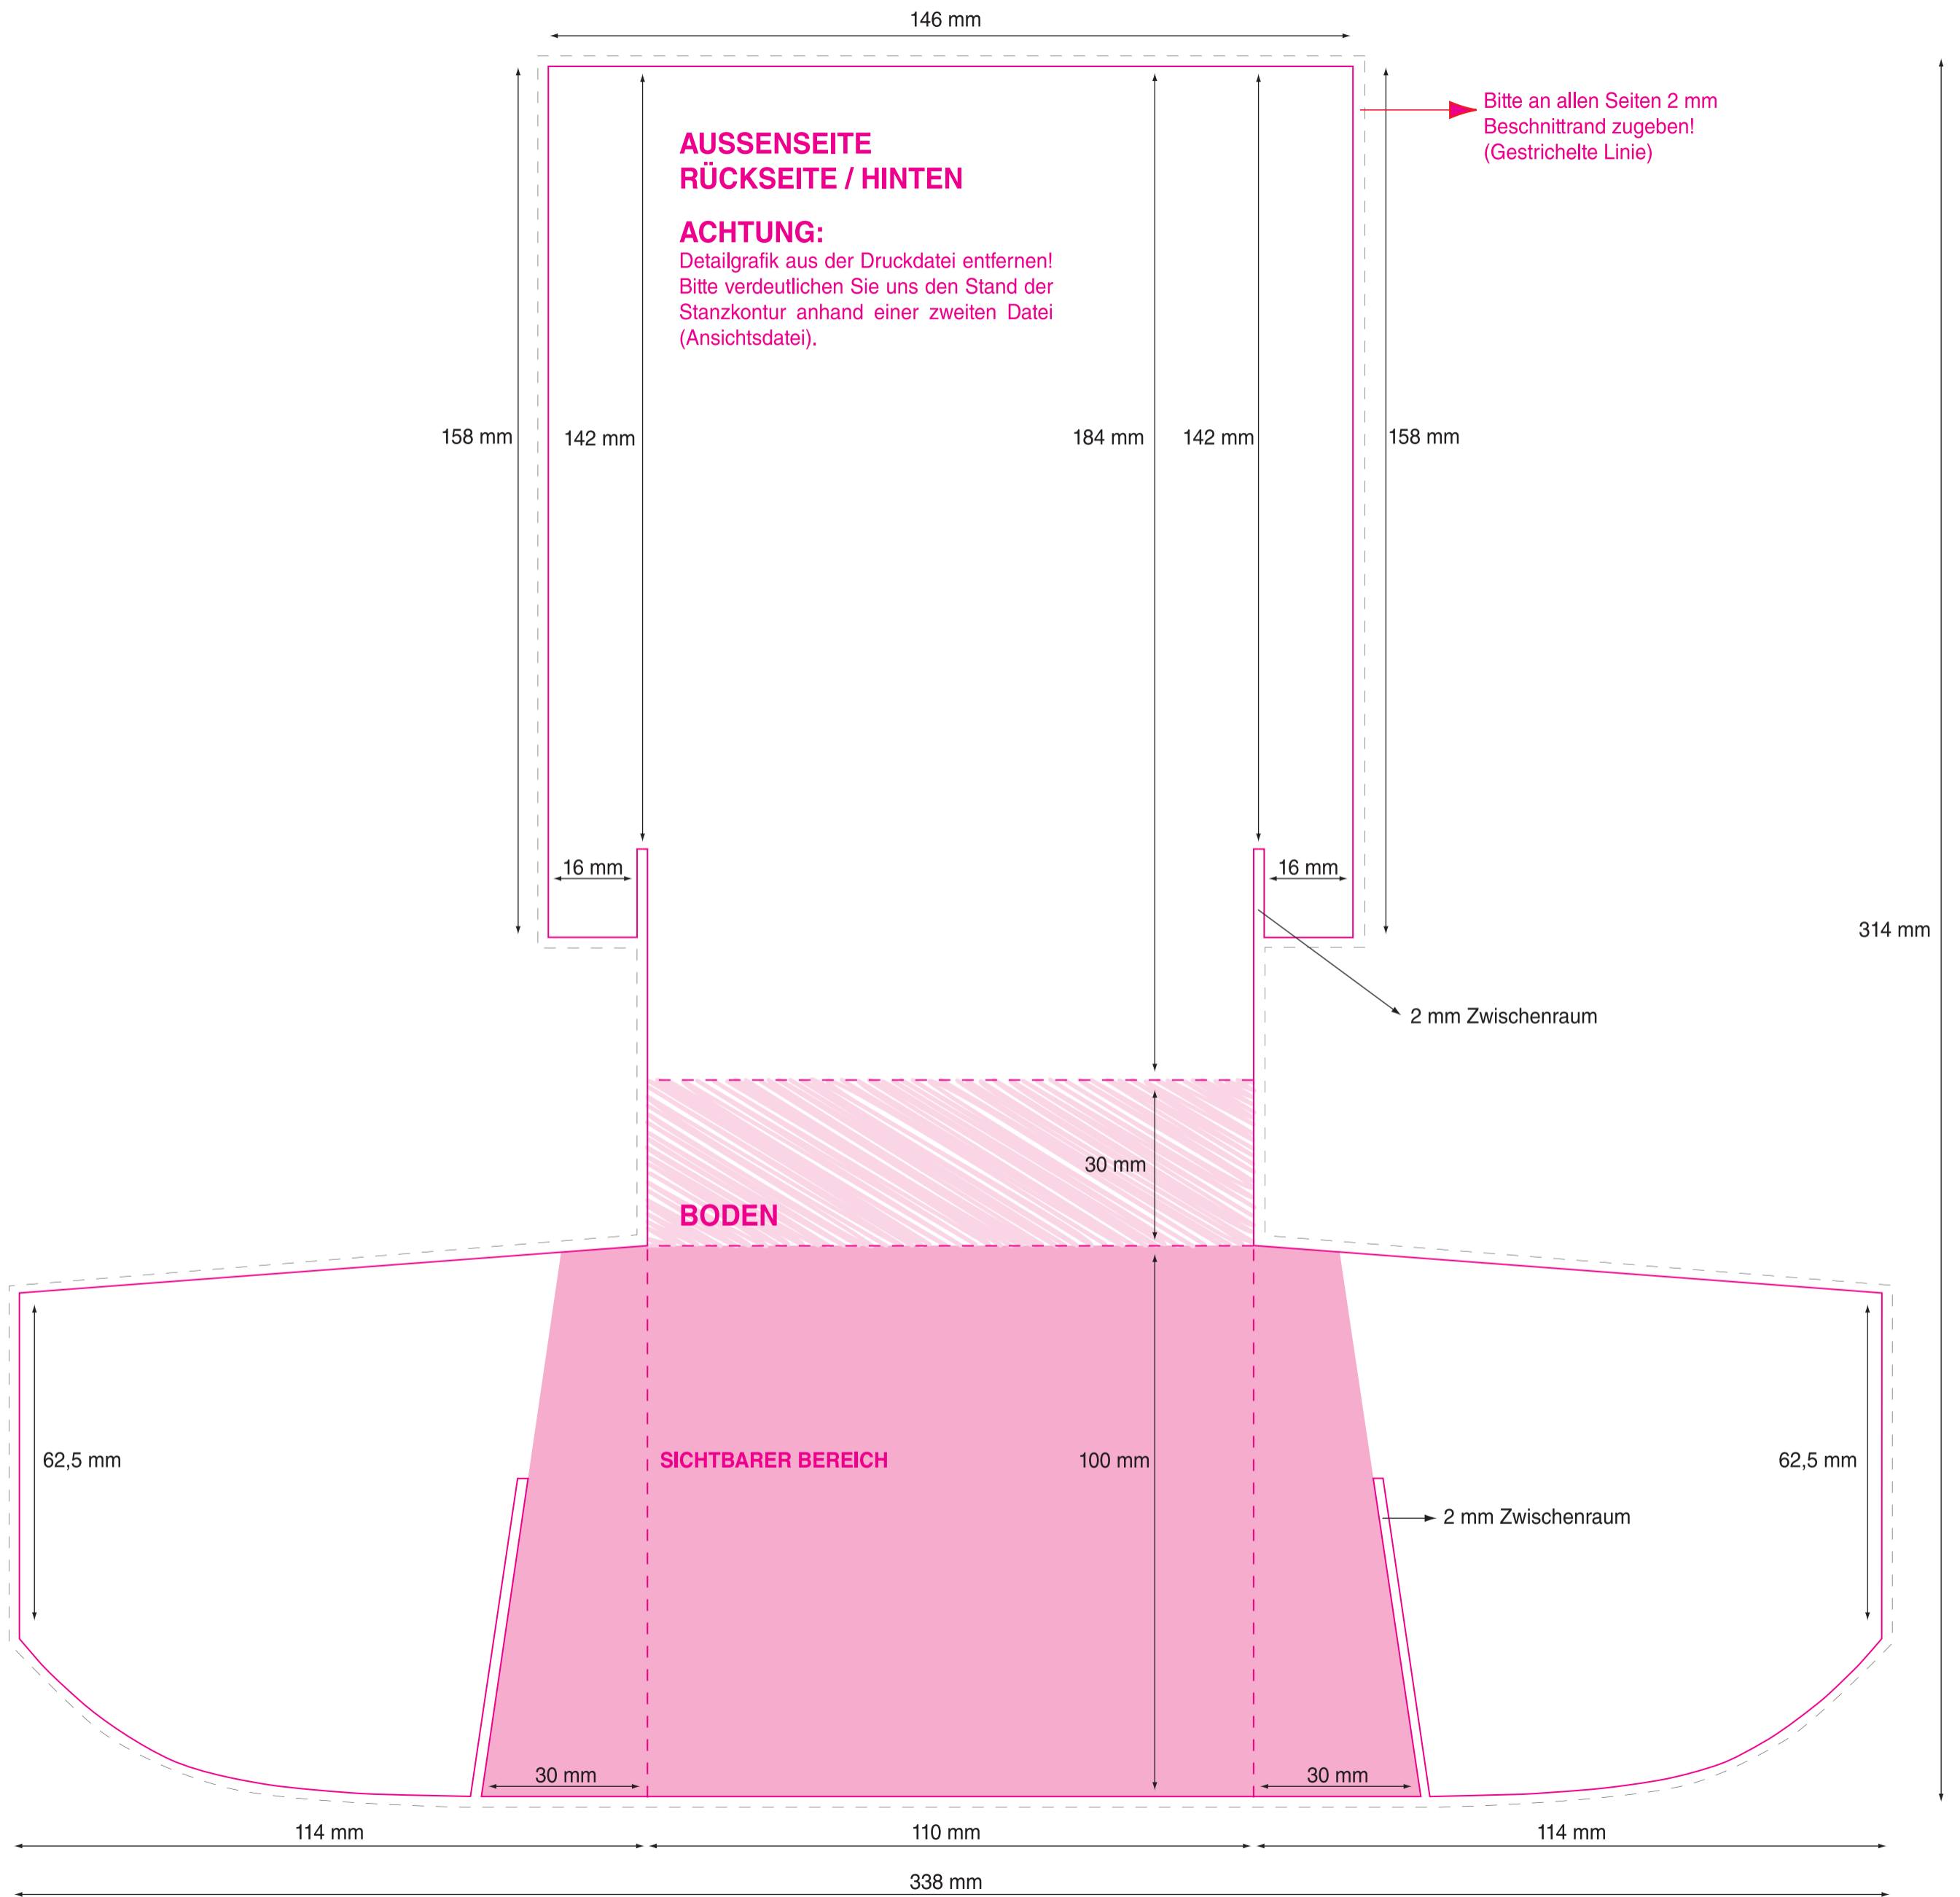 146 mm
Bitte an allen Seiten 2 mm
Beschnittrand zugeben!
(Gestrichelte Linie)
AUSSENSEITE
RÜCKSEITE / HINTEN
ACHTUNG:
Detailgrafik aus der Druckdatei entfernen!
Bitte verdeutlichen Sie uns den Stand der
Stanzkontur anhand einer zweiten Datei
(Ansichtsdatei).
158 mm
142 mm
184 mm
142 mm
158 mm
16 mm
16 mm
314 mm
2 mm Zwischenraum
30 mm
BODEN
62,5 mm
SICHTBARER BEREICH
100 mm
62,5 mm
2 mm Zwischenraum
30 mm
30 mm
114 mm
110 mm
114 mm
338 mm